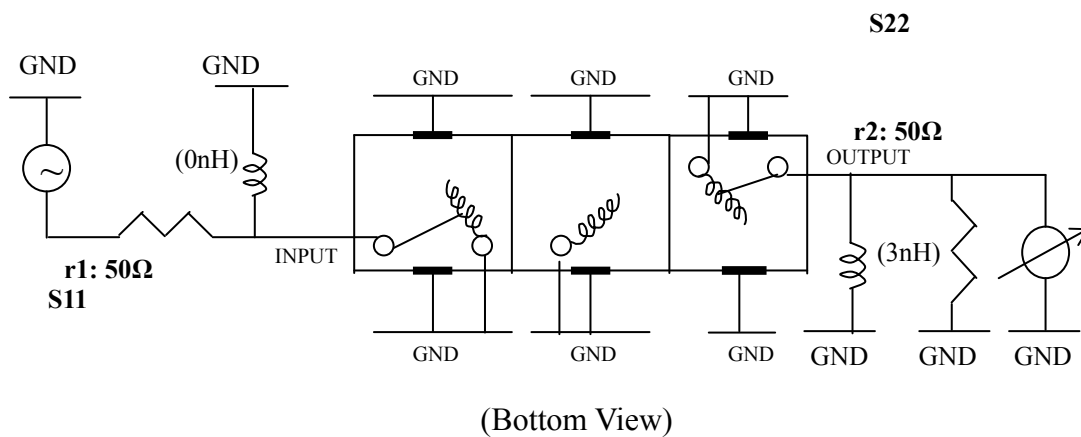 S22
GND
GND
GND
GND
GND
r2: 50Ω
(0nH)
OUTPUT
INPUT
(3nH)
r1: 50Ω
S11
GND
GND
GND
GND
GND
GND
(Bottom View)